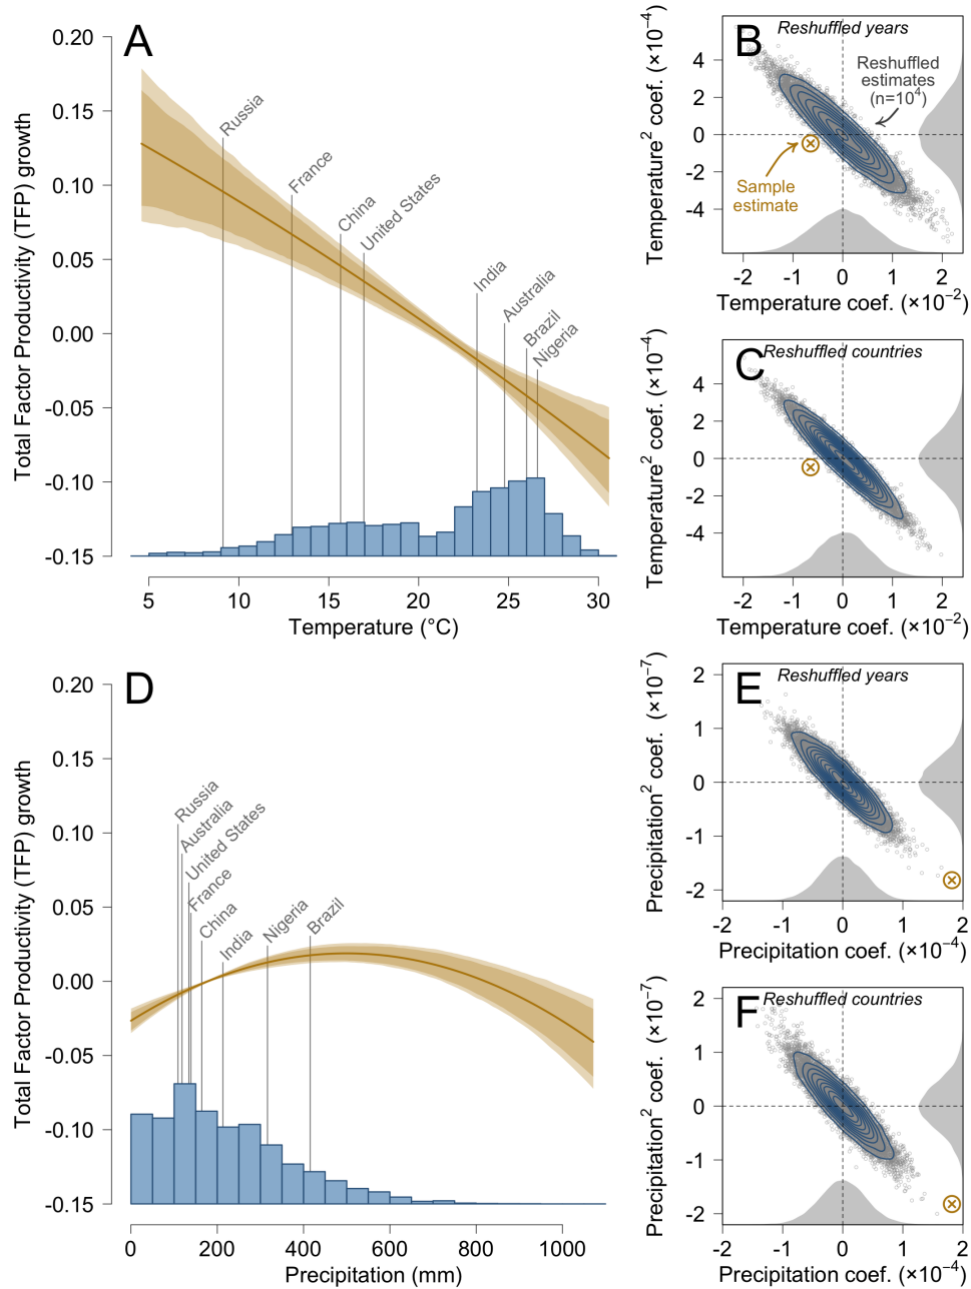 A
Total Factor Productivity (TFP) growth
0.20
0.15
0.10
0.05
0.00
-0.05
-0.10
-0.15
Russia
France
China
United States
India
Australia
Brazil
Nigeria
5 10 15 20 25 30
Temperature (°C)
B
Reshuffled years
Reshuffled
estimates
(n=10⁴)
Sample
estimate
Temperature² coef. (×10⁻⁴)
4
2
0
-2
-4
-2 -1 0 1 2
Temperature coef. (×10⁻²)
C
Reshuffled countries
Temperature² coef. (×10⁻⁴)
4
2
0
-2
-4
-2 -1 0 1 2
Temperature coef. (×10⁻²)
D
Total Factor Productivity (TFP) growth
0.20
0.15
0.10
0.05
0.00
-0.05
-0.10
-0.15
Russia
Australia
United States
France
China
India
Nigeria
Brazil
0 200 400 600 800 1000
Precipitation (mm)
E
Reshuffled years
Precipitation² coef. (×10⁻⁷)
2
1
0
-1
-2
-2 -1 0 1 2
Precipitation coef. (×10⁻⁴)
F
Reshuffled countries
Precipitation² coef. (×10⁻⁷)
2
1
0
-1
-2
-2 -1 0 1 2
Precipitation coef. (×10⁻⁴)